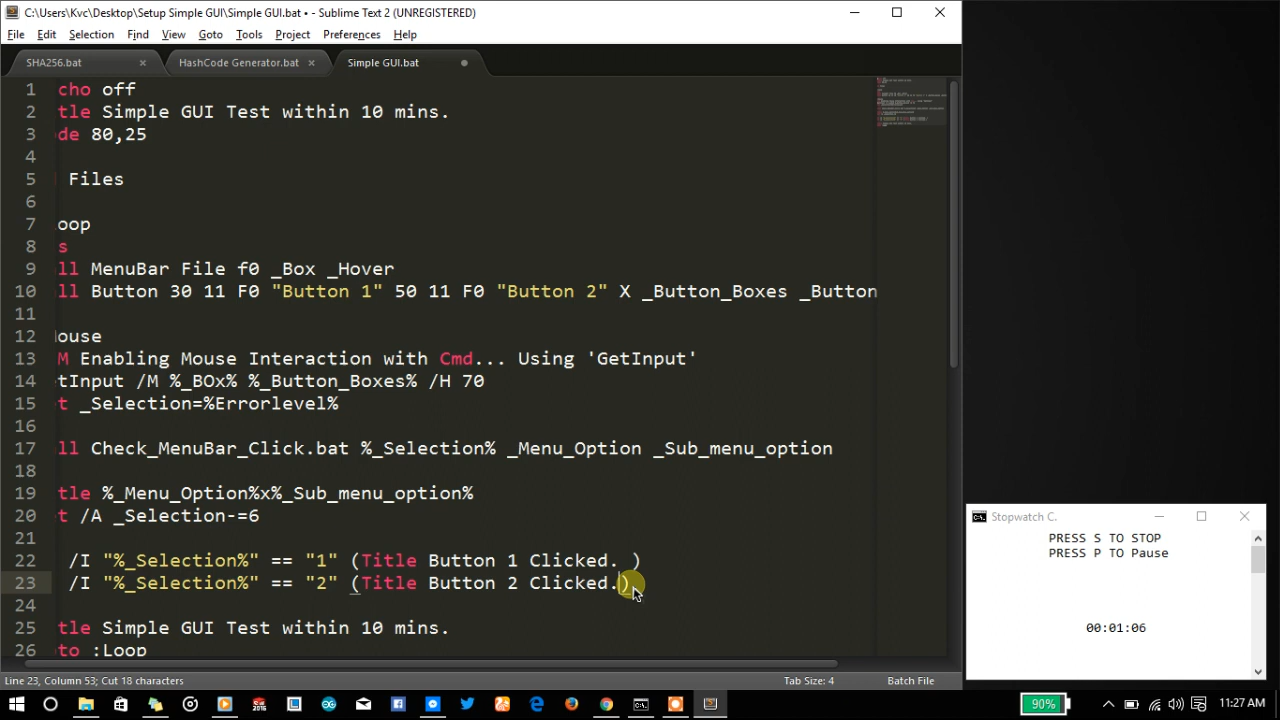 C:\Users\Kvc\Desktop\Setup Simple GUI\Simple GUI.bat • - Sublime Text 2 (UNREGISTERED)
File Edit Selection Find View Goto Tools Project Preferences Help
SHA256.bat × HashCode Generator.bat × Simple GUI.bat
1 cho off
2 tle Simple GUI Test within 10 mins.
3 de 80,25
4
5 Files
6
7 oop
8 s
9 ll MenuBar File f0 _Box _Hover
10 ll Button 30 11 F0 "Button 1" 50 11 F0 "Button 2" X _Button_Boxes _Button
11
12 Mouse
13 M Enabling Mouse Interaction with Cmd... Using 'GetInput'
14 tInput /M %_BOx% %_Button_Boxes% /H 70
15 t _Selection=%Errorlevel%
16
17 ll Check_MenuBar_Click.bat %_Selection% _Menu_Option _Sub_menu_option
18
19 tle %_Menu_Option%x%_Sub_menu_option%
20 t /A _Selection-=6
21
22 /I "%_Selection%" == "1" (Title Button 1 Clicked. )
23 /I "%_Selection%" == "2" (Title Button 2 Clicked.)
24
25 tle Simple GUI Test within 10 mins.
26 to :Loop
Line 23, Column 53; Cut 18 characters Tab Size: 4 Batch File
Stopwatch C.
PRESS S TO STOP
PRESS P TO Pause
00:01:06
90% 11:27 AM